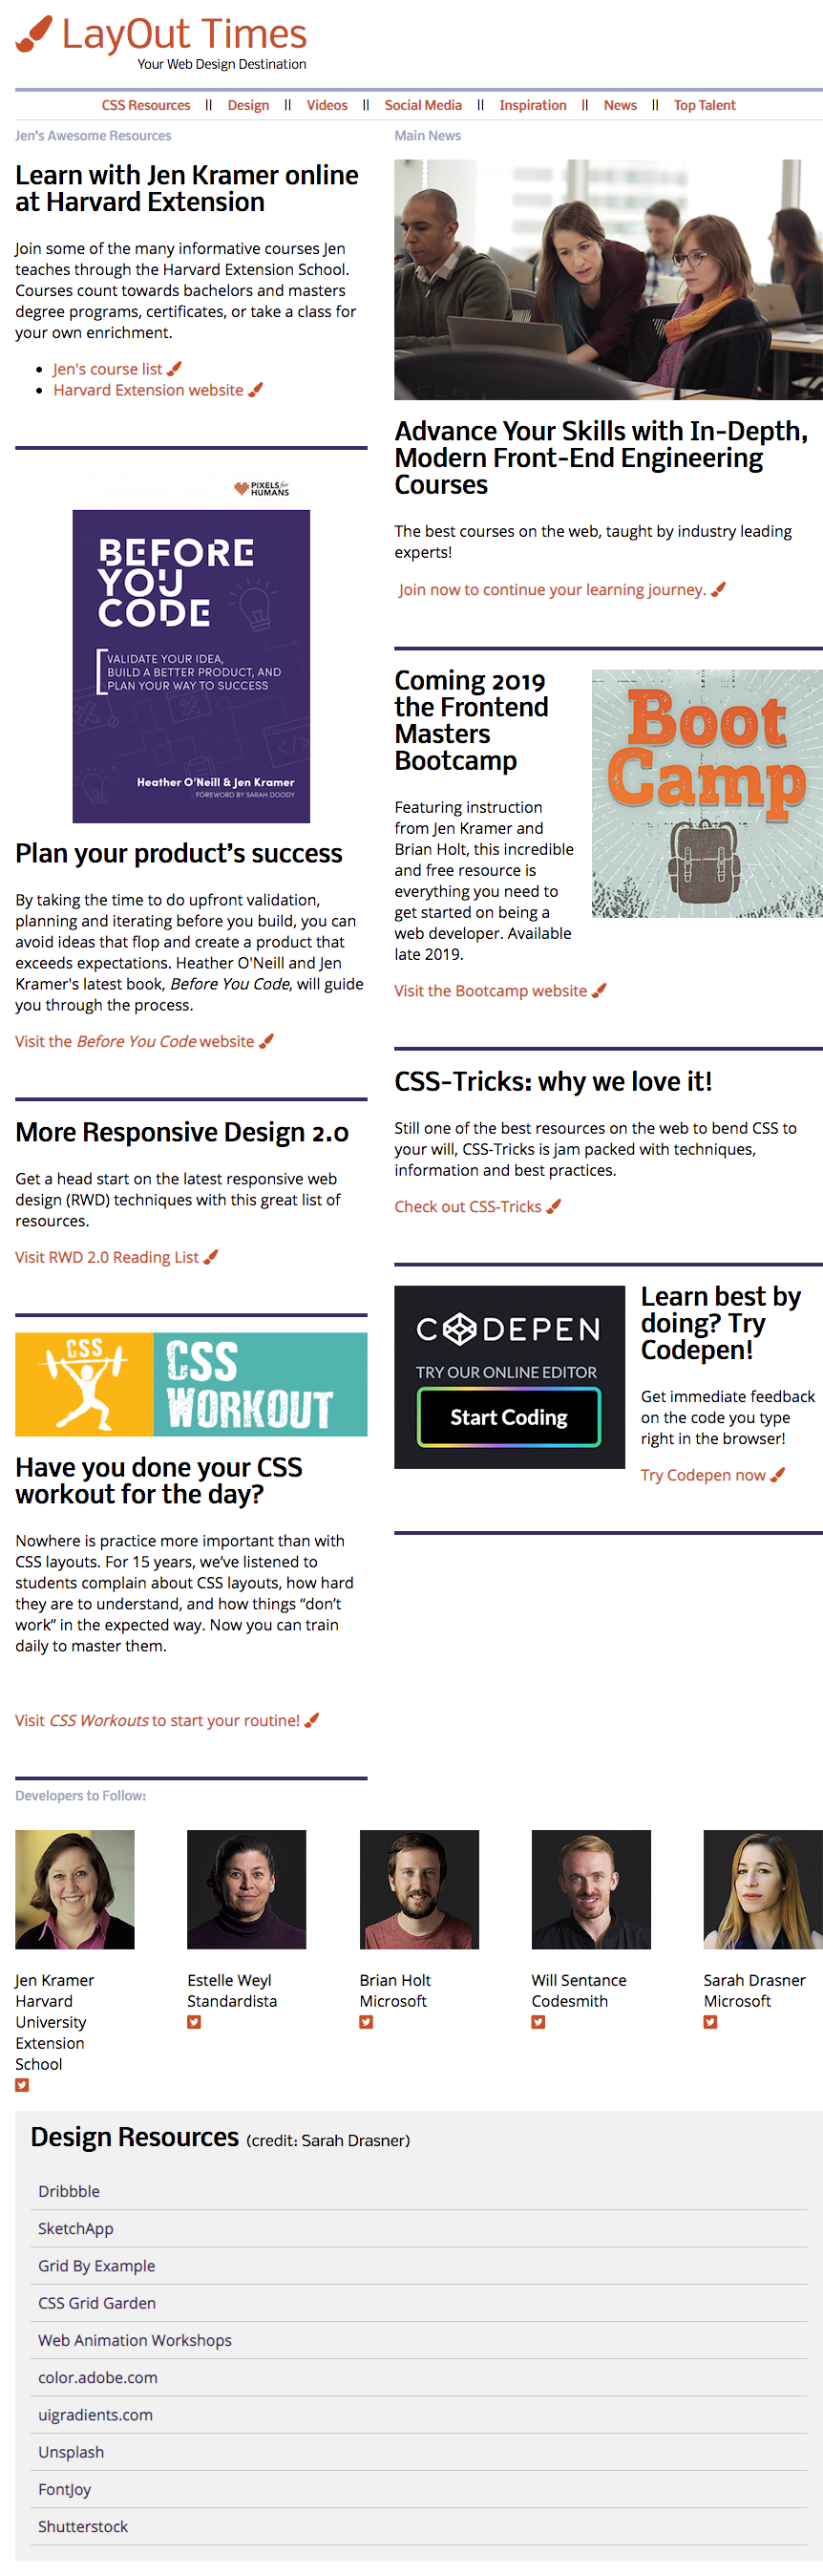 LayOut Times
Your Web Design Destination
CSS Resources || Design || Videos || Social Media || Inspiration || News || Top Talent
Jen's Awesome Resources
Learn with Jen Kramer online
at Harvard Extension
Join some of the many informative courses Jen
teaches through the Harvard Extension School.
Courses count towards bachelors and masters
degree programs, certificates, or take a class for
your own enrichment.
Jen's course list
Harvard Extension website
PIXELS for
HUMANS
BEFORE
YOU
CODE
VALIDATE YOUR IDEA,
BUILD A BETTER PRODUCT, AND
PLAN YOUR WAY TO SUCCESS
Heather O'Neill & Jen Kramer
FOREWORD BY SARAH DOODY
Plan your product’s success
By taking the time to do upfront validation,
planning and iterating before you build, you can
avoid ideas that flop and create a product that
exceeds expectations. Heather O'Neill and Jen
Kramer's latest book, Before You Code, will guide
you through the process.
Visit the Before You Code website
More Responsive Design 2.0
Get a head start on the latest responsive web
design (RWD) techniques with this great list of
resources.
Visit RWD 2.0 Reading List
CSS
CSS
WORKOUT
Have you done your CSS
workout for the day?
Nowhere is practice more important than with
CSS layouts. For 15 years, we’ve listened to
students complain about CSS layouts, how hard
they are to understand, and how things “don’t
work” in the expected way. Now you can train
daily to master them.
Visit CSS Workouts to start your routine!
Main News
Advance Your Skills with In-Depth,
Modern Front-End Engineering
Courses
The best courses on the web, taught by industry leading
experts!
Join now to continue your learning journey.
Coming 2019
the Frontend
Masters
Bootcamp
Featuring instruction
from Jen Kramer and
Brian Holt, this incredible
and free resource is
everything you need to
get started on being a
web developer. Available
late 2019.
Visit the Bootcamp website
Boot
Camp
CSS-Tricks: why we love it!
Still one of the best resources on the web to bend CSS to
your will, CSS-Tricks is jam packed with techniques,
information and best practices.
Check out CSS-Tricks
CODEPEN
TRY OUR ONLINE EDITOR
Start Coding
Learn best by
doing? Try
Codepen!
Get immediate feedback
on the code you type
right in the browser!
Try Codepen now
Developers to Follow:
Jen Kramer
Harvard
University
Extension
School
Estelle Weyl
Standardista
Brian Holt
Microsoft
Will Sentance
Codesmith
Sarah Drasner
Microsoft
Design Resources (credit: Sarah Drasner)
Dribbble
SketchApp
Grid By Example
CSS Grid Garden
Web Animation Workshops
color.adobe.com
uigradients.com
Unsplash
FontJoy
Shutterstock